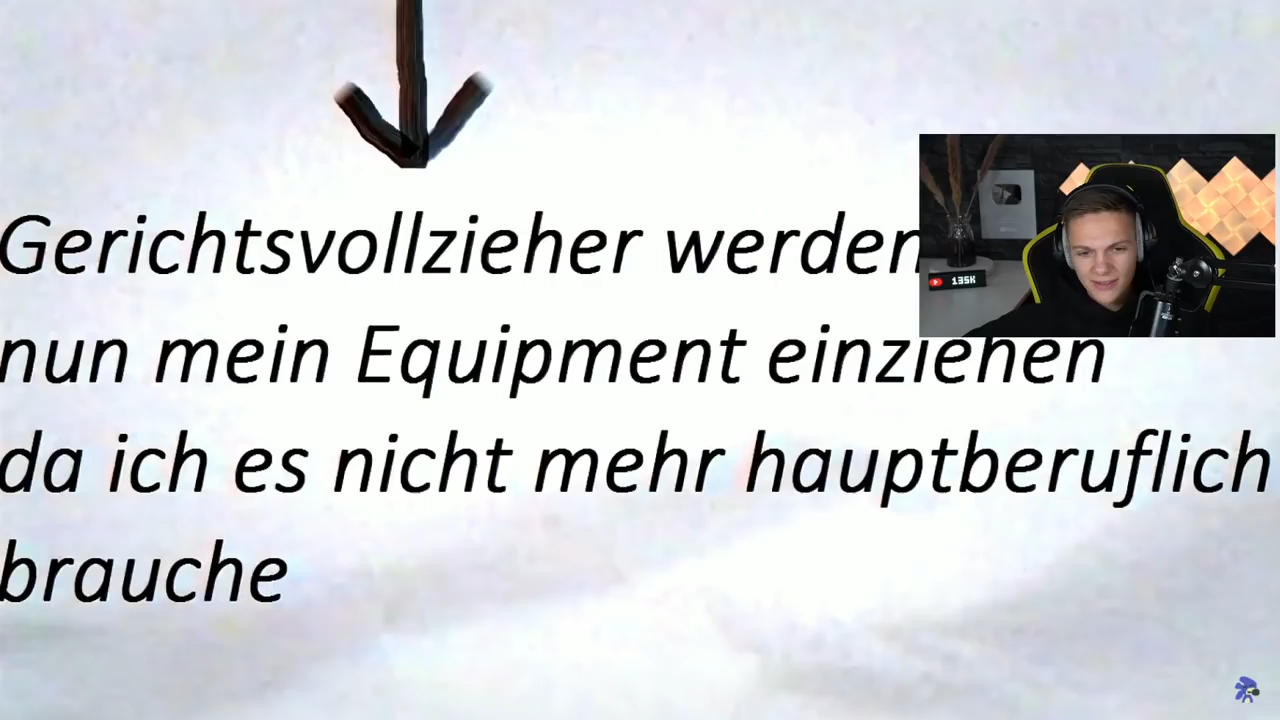 Gerichtsvollzieher werden
135K
nun mein Equipment einziehen
da ich es nicht mehr hauptberuflich
brauche